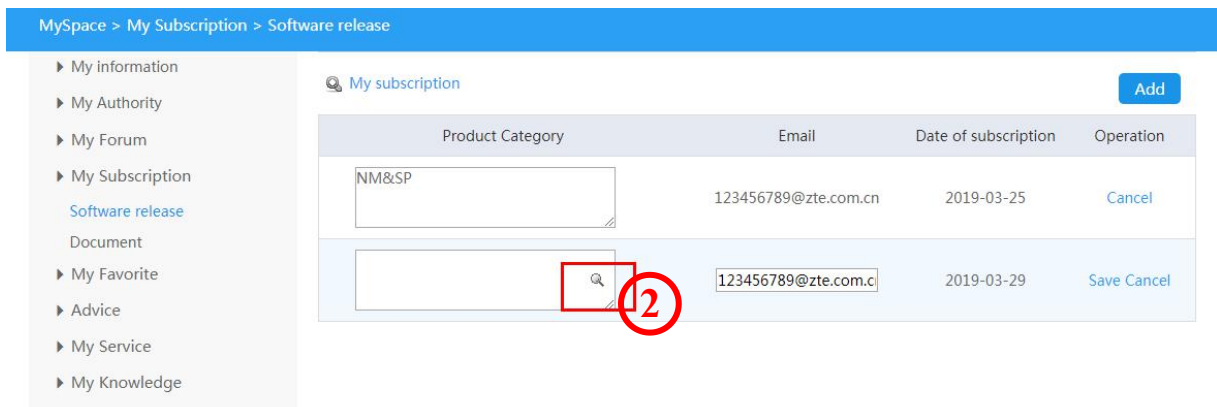 MySpace > My Subscription > Software release
My information
My Authority
My Forum
My Subscription
Software release
Document
My Favorite
Advice
My Service
My Knowledge
My subscription
Add
Product Category Email Date of subscription Operation
NM&SP 123456789@zte.com.cn 2019-03-25 Cancel
123456789@zte.com.c 2019-03-29 Save Cancel
2